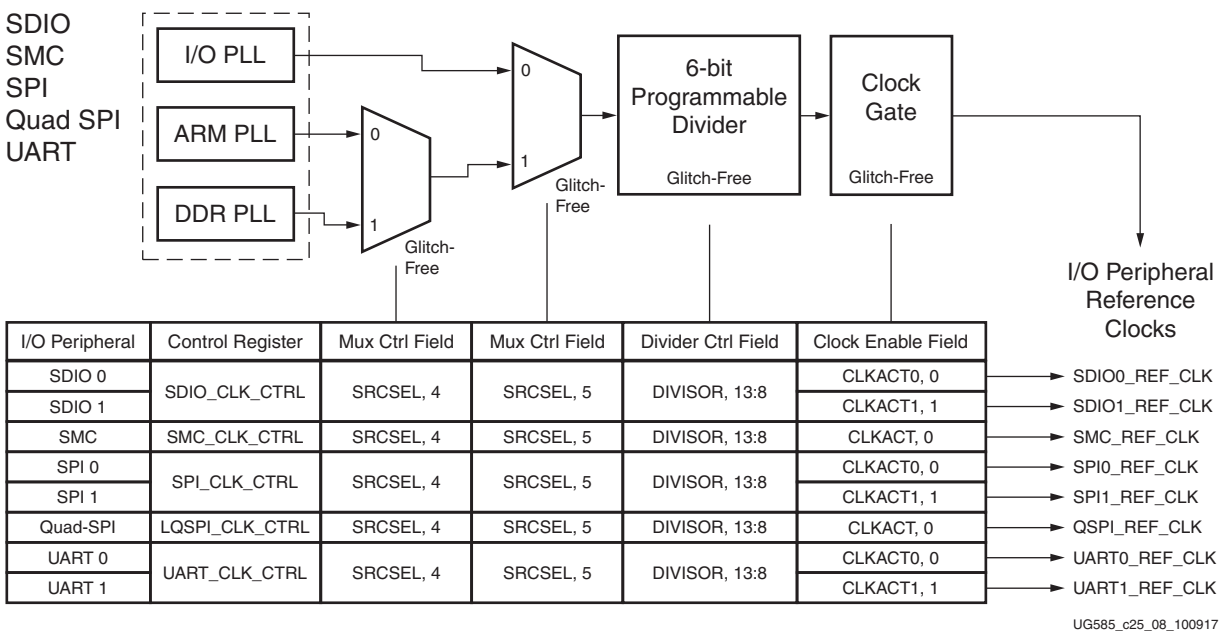 SDIO
SMC
SPI
Quad SPI
UART
I/O PLL
ARM PLL
DDR PLL
0
1
Glitch-
Free
0
1
Glitch-
Free
6-bit
Programmable
Divider
Glitch-Free
Clock
Gate
Glitch-Free
I/O Peripheral
Reference
Clocks
I/O Peripheral Control Register Mux Ctrl Field Mux Ctrl Field Divider Ctrl Field Clock Enable Field
SDIO 0 SDIO_CLK_CTRL SRCSEL, 4 SRCSEL, 5 DIVISOR, 13:8 CLKACT0, 0 SDIO0_REF_CLK
SDIO 1 CLKACT1, 1 SDIO1_REF_CLK
SMC SMC_CLK_CTRL SRCSEL, 4 SRCSEL, 5 DIVISOR, 13:8 CLKACT, 0 SMC_REF_CLK
SPI 0 SPI_CLK_CTRL SRCSEL, 4 SRCSEL, 5 DIVISOR, 13:8 CLKACT0, 0 SPI0_REF_CLK
SPI 1 CLKACT1, 1 SPI1_REF_CLK
Quad-SPI LQSPI_CLK_CTRL SRCSEL, 4 SRCSEL, 5 DIVISOR, 13:8 CLKACT, 0 QSPI_REF_CLK
UART 0 UART_CLK_CTRL SRCSEL, 4 SRCSEL, 5 DIVISOR, 13:8 CLKACT0, 0 UART0_REF_CLK
UART 1 CLKACT1, 1 UART1_REF_CLK
UG585_c25_08_100917